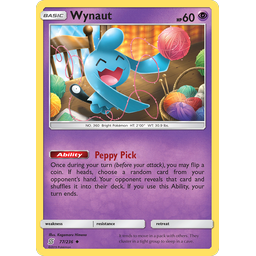 BASIC
Wynaut
HP60
NO. 360 Bright Pokémon HT: 2'00" WT: 30.9 lbs.
Ability Peppy Pick
Once during your turn (before your attack), you may flip a
coin. If heads, choose a random card from your
opponent's hand. Your opponent reveals that card and
shuffles it into their deck. If you use this Ability, your
turn ends.
weakness
resistance
retreat
77/236